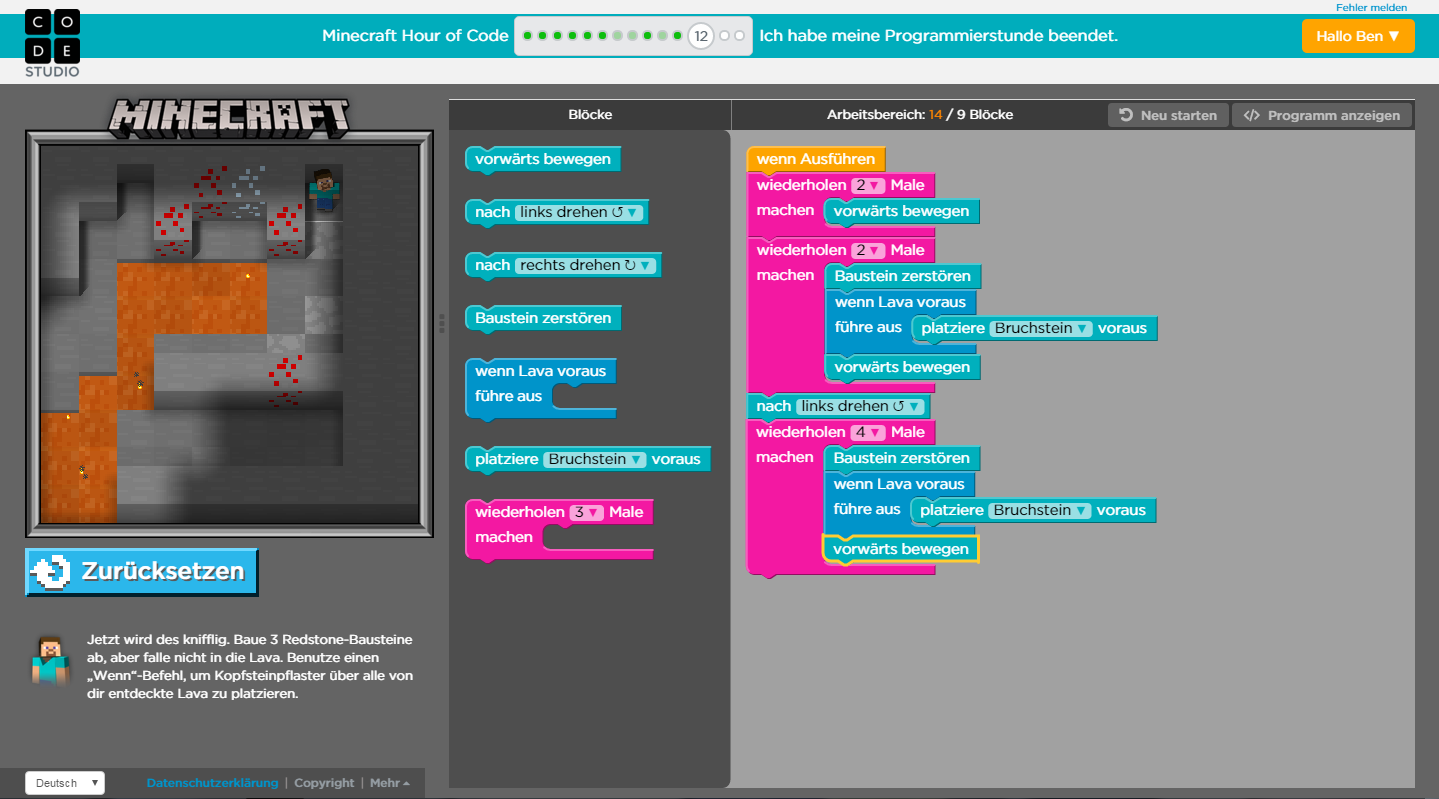 Fehler melden
CODE
STUDIO
Minecraft Hour of Code
12
Ich habe meine Programmierstunde beendet.
Hallo Ben ▼
MINECRAFT
Zurücksetzen
Jetzt wird des knifflig. Baue 3 Redstone-Bausteine
ab, aber falle nicht in die Lava. Benutze einen
„Wenn“-Befehl, um Kopfsteinpflaster über alle von
dir entdeckte Lava zu platzieren.
Deutsch ▼
Datenschutzerklärung | Copyright | Mehr
Blöcke
vorwärts bewegen
nach links drehen ↺ ▼
nach rechts drehen ↻ ▼
Baustein zerstören
wenn Lava voraus
führe aus
platziere Bruchstein ▼ voraus
wiederholen 3 ▼ Male
machen
Arbeitsbereich: 14 / 9 Blöcke
Neu starten
</> Programm anzeigen
wenn Ausführen
wiederholen 2 ▼ Male
machen vorwärts bewegen
wiederholen 2 ▼ Male
machen Baustein zerstören
wenn Lava voraus
führe aus platziere Bruchstein ▼ voraus
vorwärts bewegen
nach links drehen ↺ ▼
wiederholen 4 ▼ Male
machen Baustein zerstören
wenn Lava voraus
führe aus platziere Bruchstein ▼ voraus
vorwärts bewegen